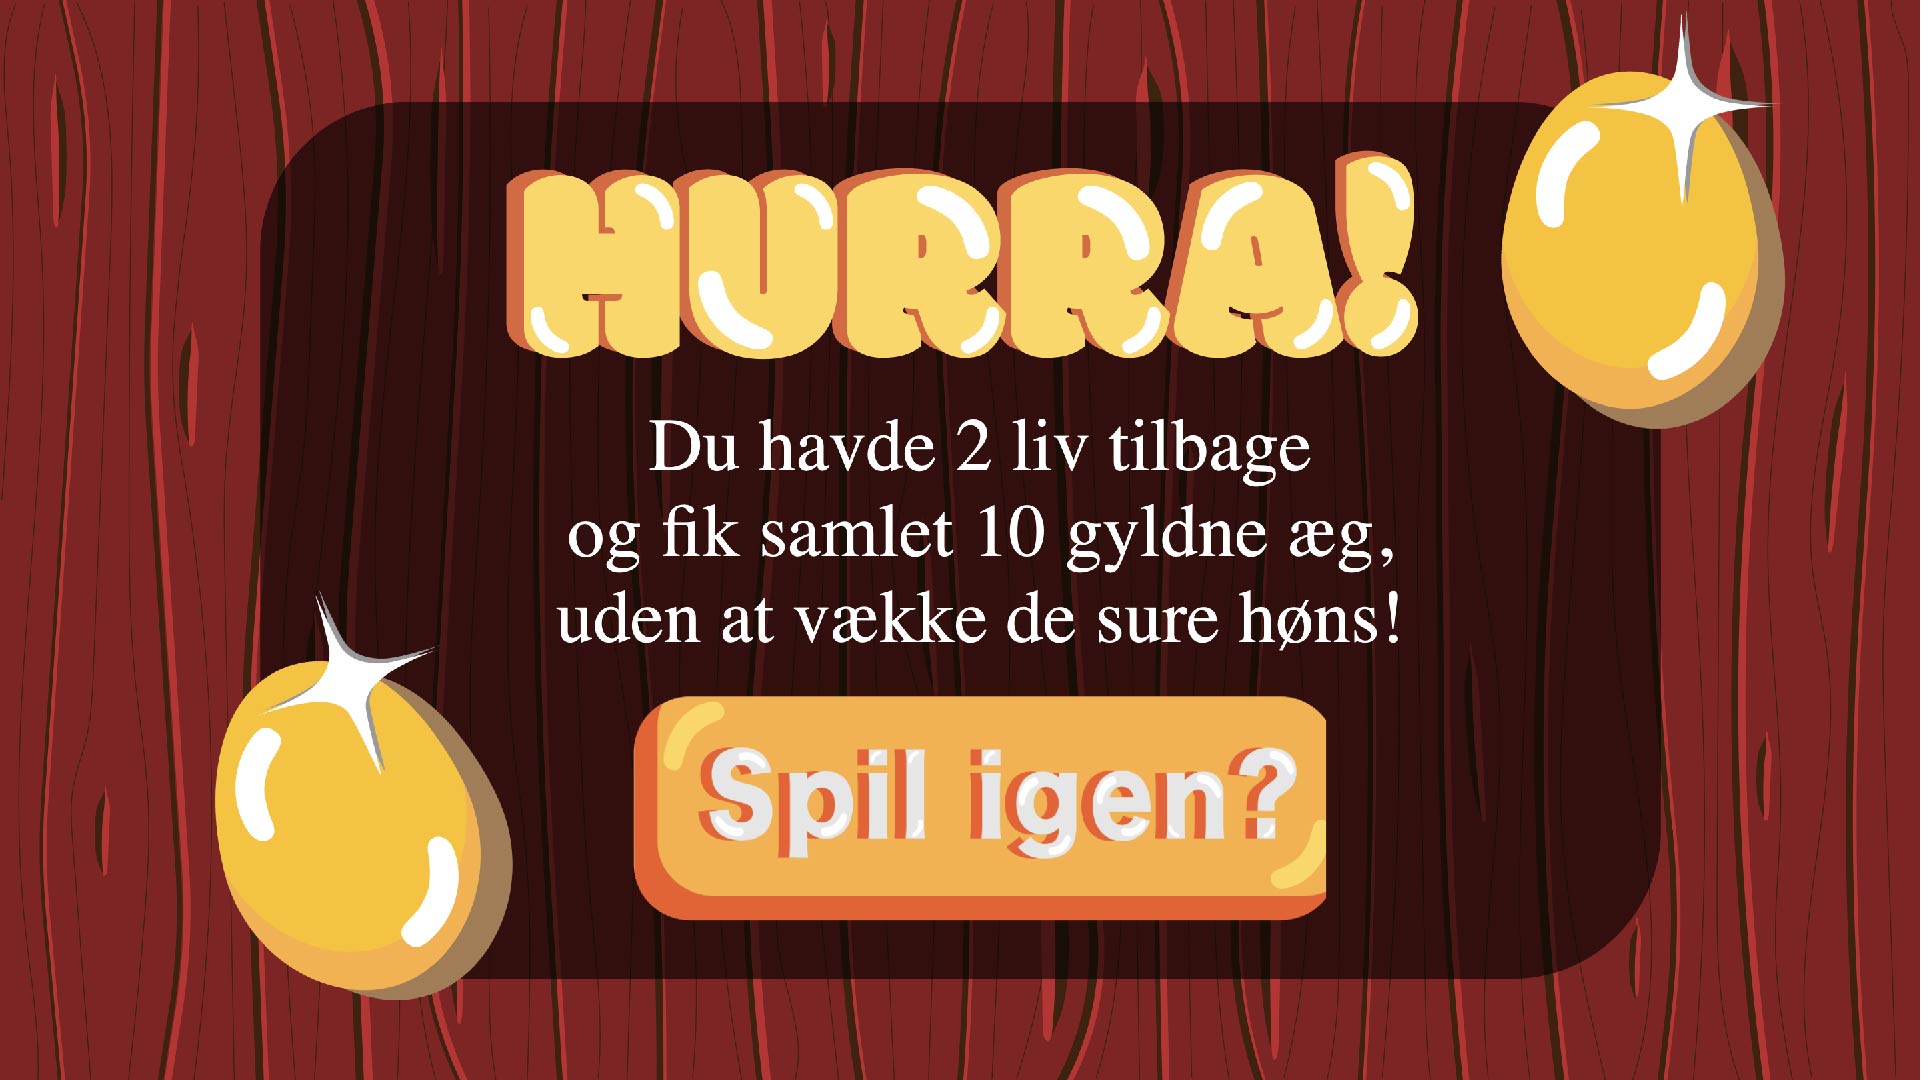 HURRA!
Du havde 2 liv tilbage
og fik samlet 10 gyldne æg,
uden at vække de sure høns!
Spil igen?